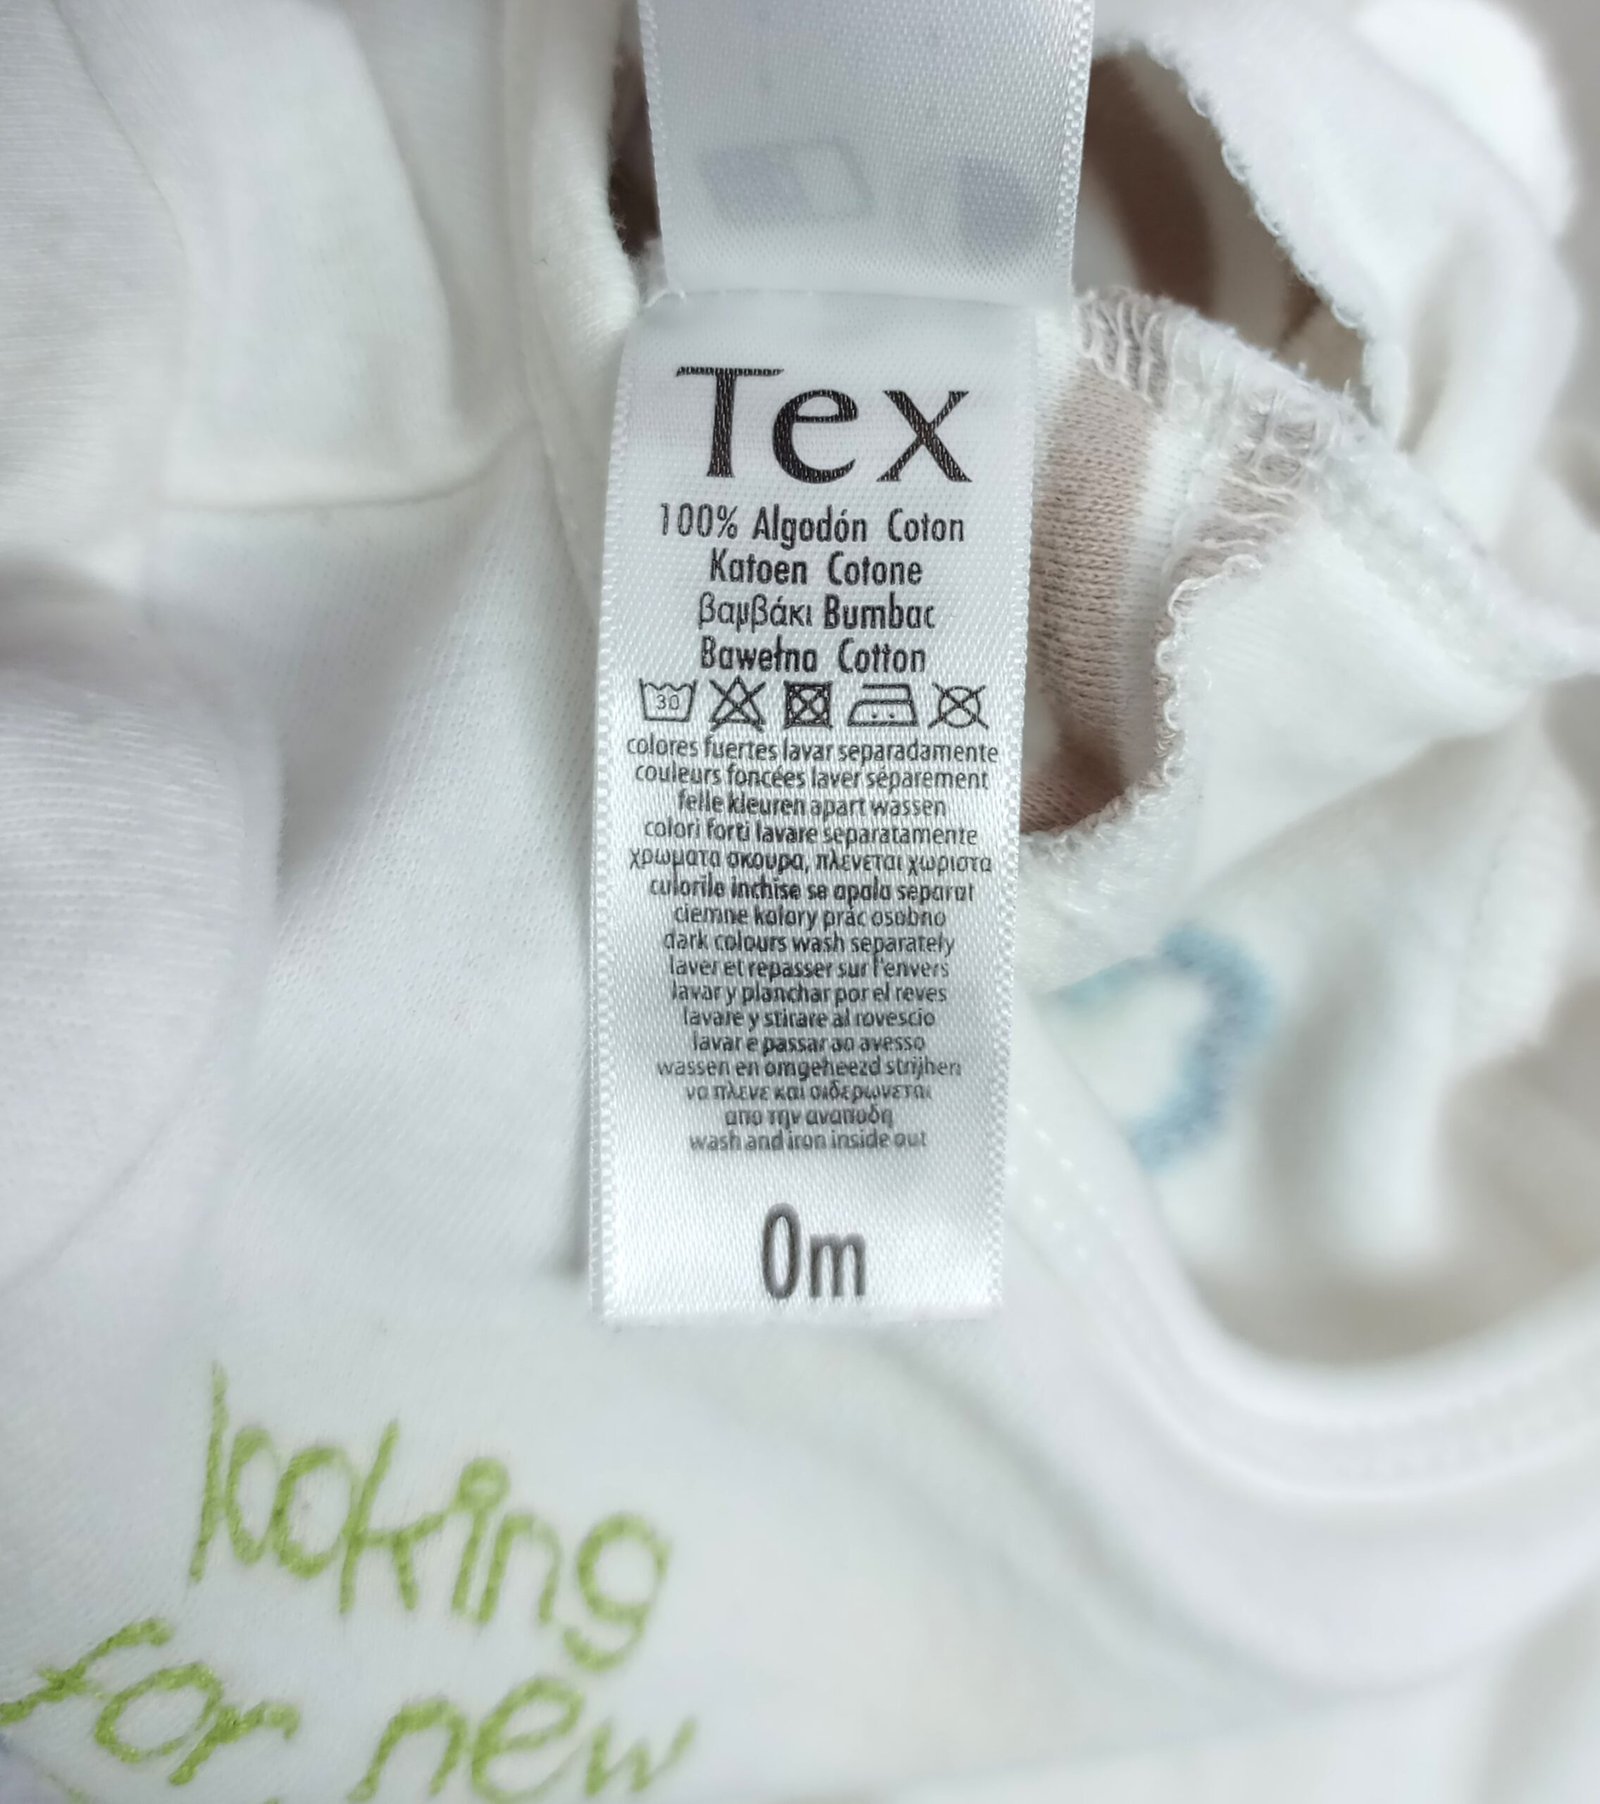 Tex
100% Algodón Coton
Katoen Cotone
βαμβάκι Bumbac
Bawełna Cotton
30
colores fuertes lavar separadamente
couleurs foncées laver séparement
felle kleuren apart wassen
colori forti lavare separatamente
χρωματα σκουρα, πλενεται χωριστα
culorile inchise se apala separat
ciemne kolory prác osobno
dark colours wash separately
laver et repasser sur l'envers
lavar y planchar por el reves
lavare y stirare al rovescio
lavar e passar ao avesso
wassen en omgeheezd strijhen
να πλενε και σιδερωνεται
απο την αναποδη
wash and iron inside out
0m
looking
for new